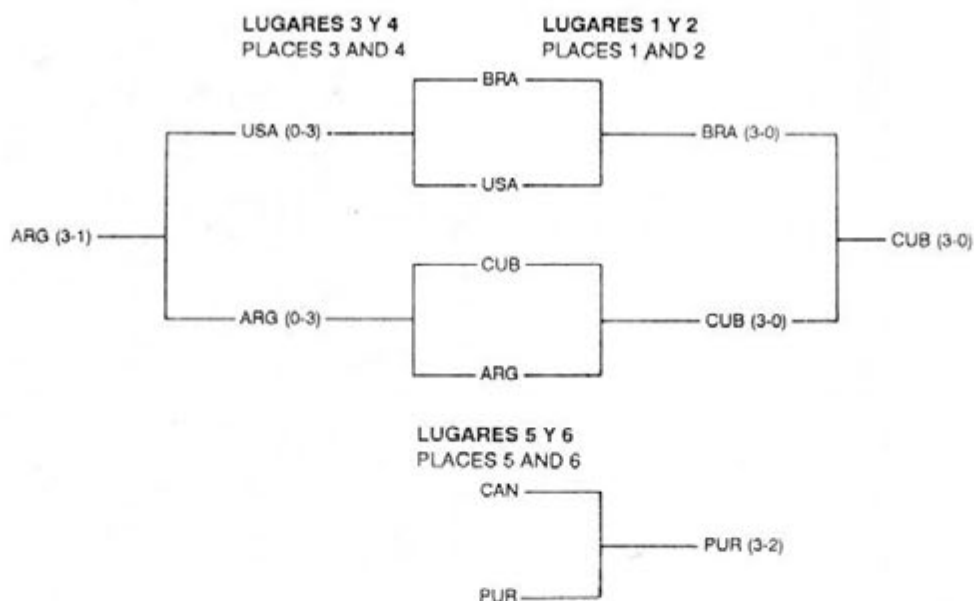 LUGARES 3 Y 4
PLACES 3 AND 4
LUGARES 1 Y 2
PLACES 1 AND 2
BRA
USA (0-3)
BRA (3-0)
USA
ARG (3-1)
CUB (3-0)
CUB
ARG (0-3)
CUB (3-0)
ARG
LUGARES 5 Y 6
PLACES 5 AND 6
CAN
PUR (3-2)
PUR